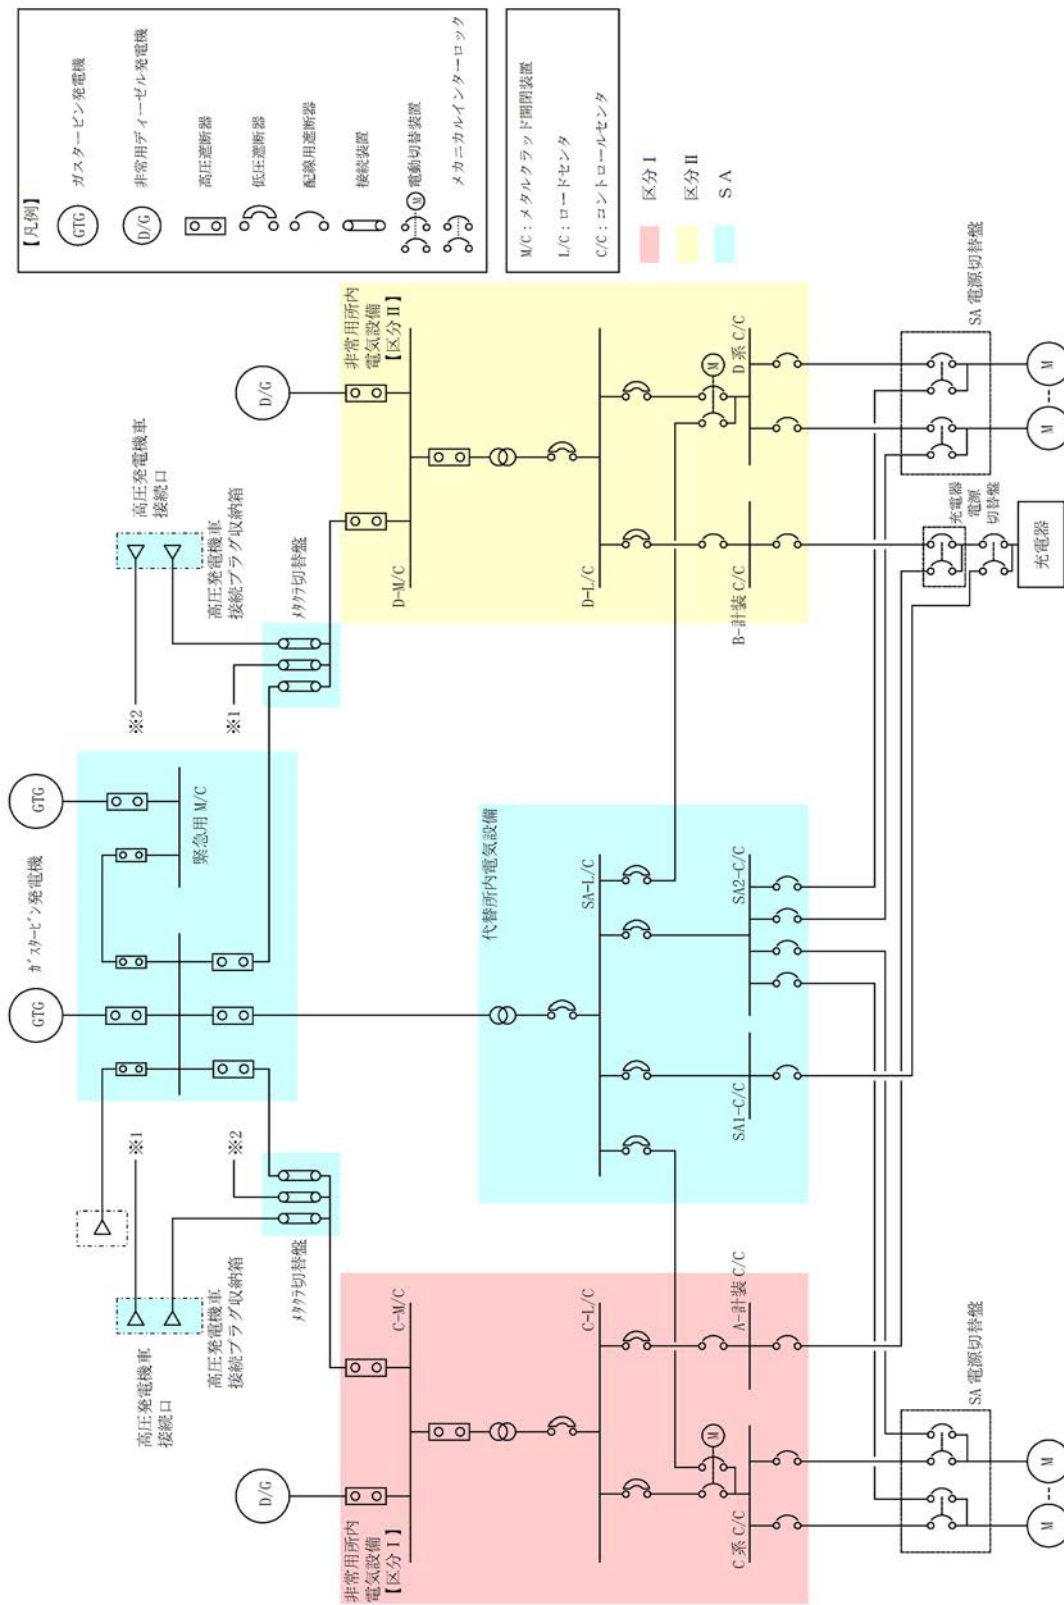 【凡例】
GTG ガスタービン発電機
D/G 非常用ディーゼル発電機
高圧遮断器
低圧遮断器
配線用遮断器
接続装置
M 電動切替装置
メカニカルインターロック
M/C：メタルクラッド開閉装置
L/C：ロードセンタ
C/C：コントロールセンタ
区分Ⅰ
区分Ⅱ
ＳＡ
ガスタービン発電機
GTG
GTG
緊急用 M/C
※1
※2
※2
※1
高圧発電機車
接続口
高圧発電機車
接続プラグ収納箱
メタクラ切替盤
高圧発電機車
接続口
高圧発電機車
接続プラグ収納箱
メタクラ切替盤
D/G
非常用所内
電気設備
【区分Ⅰ】
C-M/C
C-L/C
C系 C/C
M
A-計装 C/C
代替所内電気設備
SA-L/C
SA1-C/C
SA2-C/C
D/G
非常用所内
電気設備
【区分Ⅱ】
D-M/C
D-L/C
B-計装 C/C
M
D系 C/C
SA 電源切替盤
M
M
充電器
電源
切替盤
充電器
SA 電源切替盤
M
M